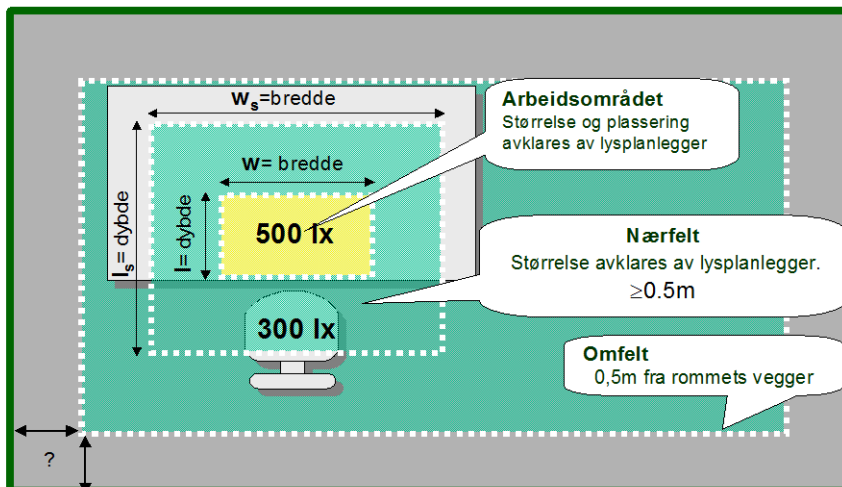 Wₛ=bredde
Arbeidsområdet
Størrelse og plassering
avklares av lysplanlegger
W= bredde
lₛ= dybde
l= dybde
500 lx
Nærfelt
Størrelse avklares av lysplanlegger.
≥0.5m
300 lx
Omfelt
0,5m fra rommets vegger
?